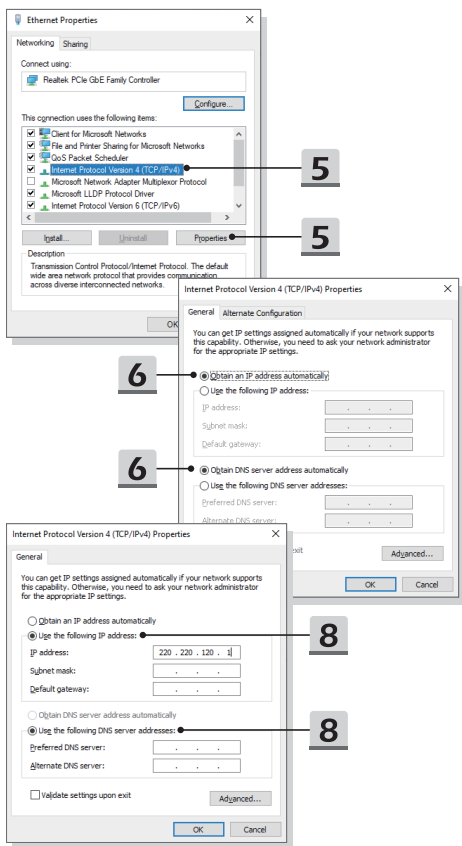 Ethernet Properties
Networking
Sharing
Connect using:
Realtek PCIe GbE Family Controller
Configure...
This connection uses the following items:
Client for Microsoft Networks
File and Printer Sharing for Microsoft Networks
QoS Packet Scheduler
Internet Protocol Version 4 (TCP/IPv4)
5
Microsoft Network Adapter Multiplexor Protocol
Microsoft LLDP Protocol Driver
Internet Protocol Version 6 (TCP/IPv6)
Install...
Uninstall
Properties
5
Description
Transmission Control Protocol/Internet Protocol. The default
wide area network protocol that provides communication
across diverse interconnected networks.
OK
Internet Protocol Version 4 (TCP/IPv4) Properties
General
Alternate Configuration
You can get IP settings assigned automatically if your network supports
this capability. Otherwise, you need to ask your network administrator
for the appropriate IP settings.
6
Obtain an IP address automatically
Use the following IP address:
IP address:
Subnet mask:
Default gateway:
6
Obtain DNS server address automatically
Use the following DNS server addresses:
Preferred DNS server:
Alternate DNS server:
exit
Advanced...
OK
Cancel
Internet Protocol Version 4 (TCP/IPv4) Properties
General
You can get IP settings assigned automatically if your network supports
this capability. Otherwise, you need to ask your network administrator
for the appropriate IP settings.
Obtain an IP address automatically
Use the following IP address:
8
IP address:
220 . 220 . 120 . 1
Subnet mask:
Default gateway:
Obtain DNS server address automatically
Use the following DNS server addresses:
8
Preferred DNS server:
Alternate DNS server:
Validate settings upon exit
Advanced...
OK
Cancel